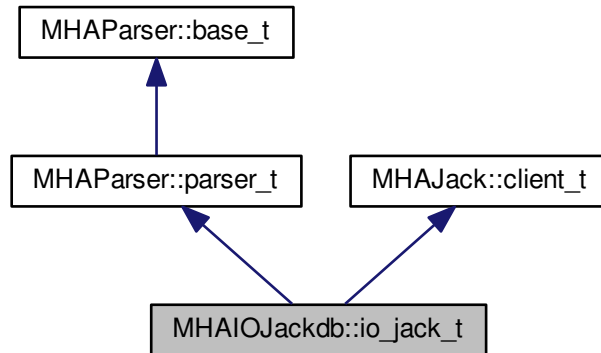 MHAParser::base_t
MHAParser::parser_t
MHAJack::client_t
MHAIOJackdb::io_jack_t